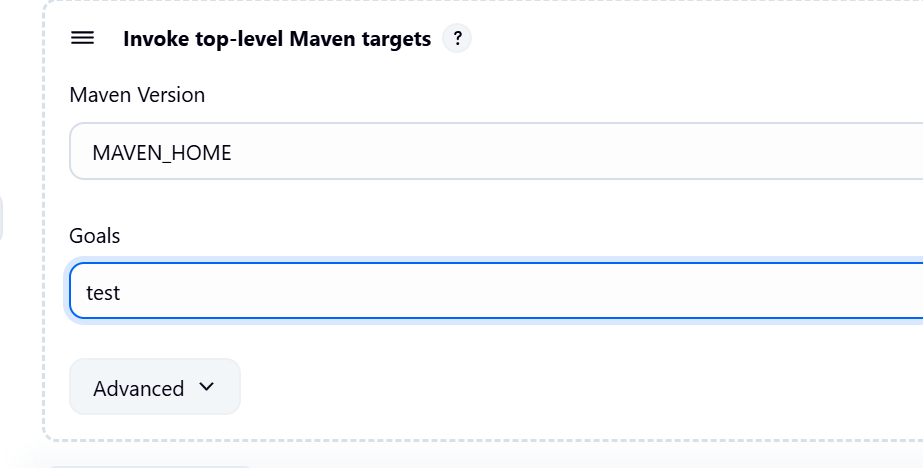 Invoke top-level Maven targets ?
Maven Version
MAVEN_HOME
Goals
test
Advanced